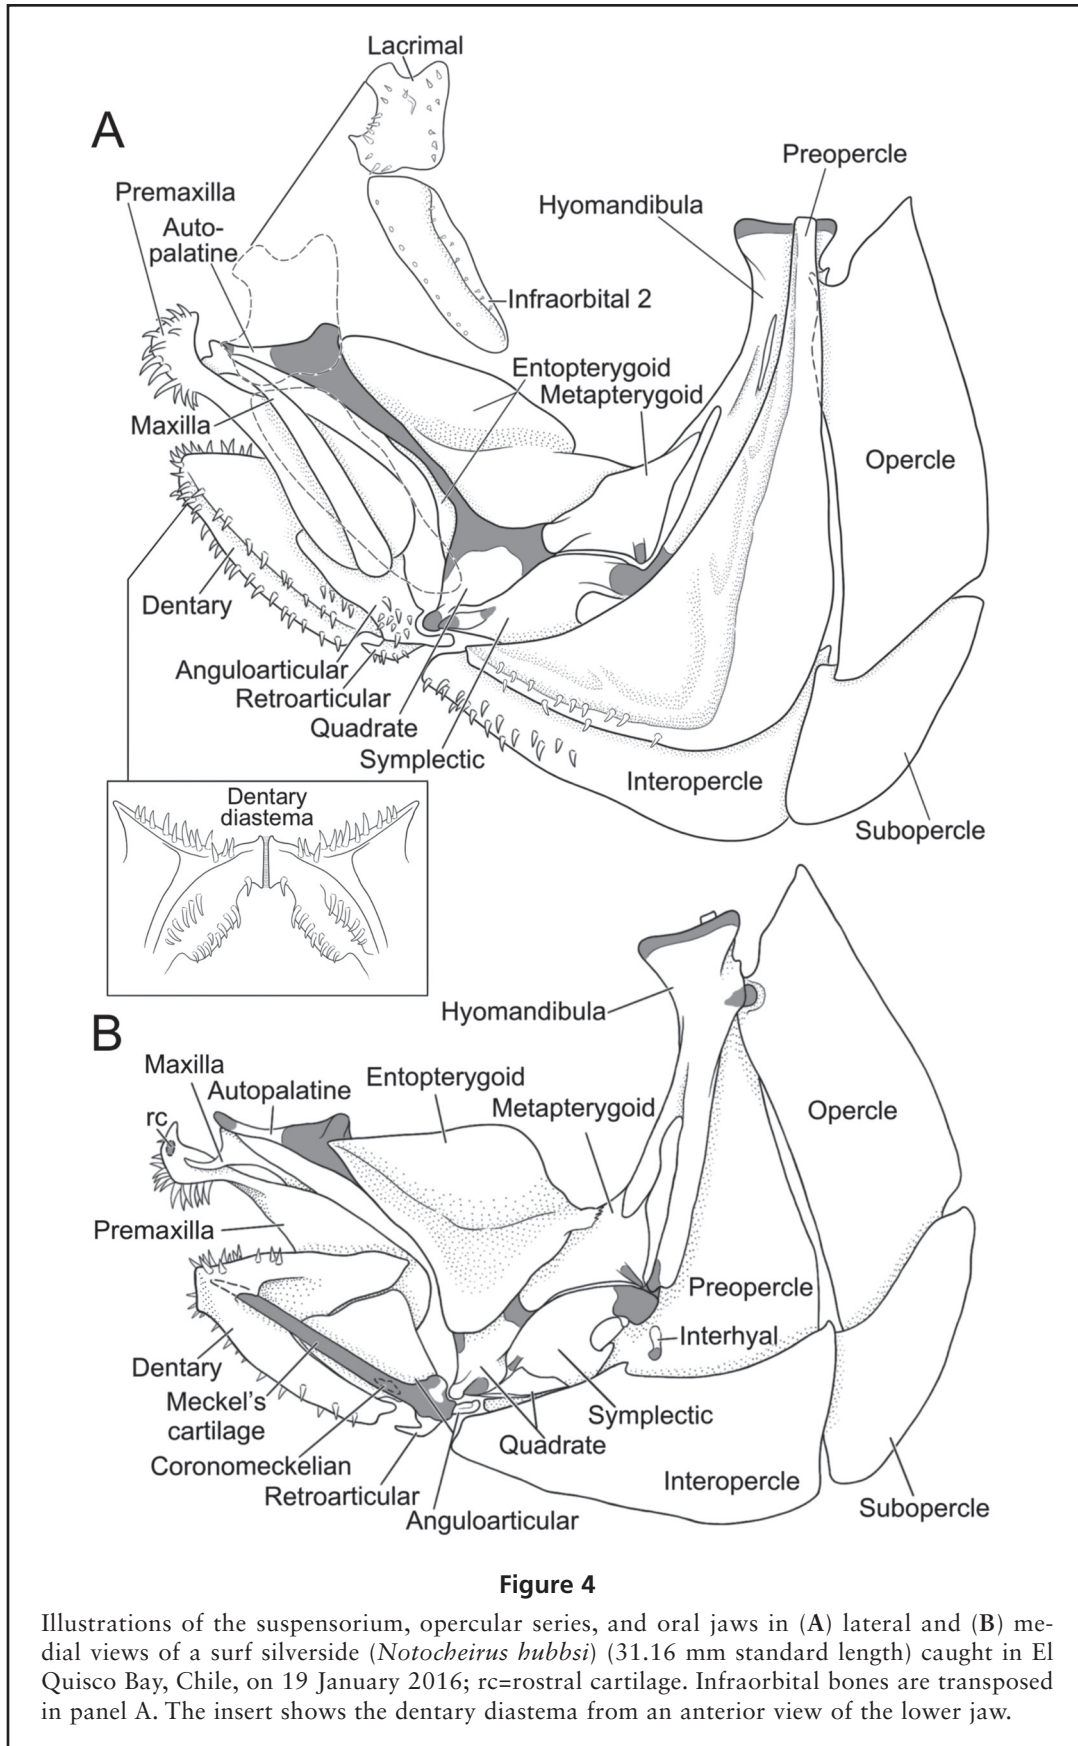 Lacrimal
A
Preopercle
Premaxilla
Hyomandibula
Auto-
palatine
Infraorbital 2
Entopterygoid
Metapterygoid
Maxilla
Opercle
Dentary
Anguloarticular
Retroarticular
Quadrate
Symplectic
Interopercle
Dentary
diastema
Subopercle
B
Hyomandibula
Maxilla
Autopalatine
Entopterygoid
Metapterygoid
Opercle
rc
Premaxilla
Preopercle
Interhyal
Dentary
Meckel's
cartilage
Symplectic
Quadrate
Coronomeckelian
Interopercle
Retroarticular
Subopercle
Anguloarticular
Figure 4
Illustrations of the suspensorium, opercular series, and oral jaws in (A) lateral and (B) me-
dial views of a surf silverside (Notocheirus hubbsi) (31.16 mm standard length) caught in El
Quisco Bay, Chile, on 19 January 2016; rc=rostral cartilage. Infraorbital bones are transposed
in panel A. The insert shows the dentary diastema from an anterior view of the lower jaw.